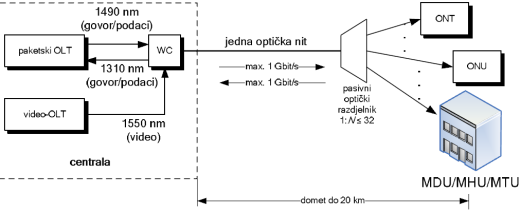 1490 nm
(govor/podaci)
paketski OLT
WC
1310 nm
(govor/podaci)
video-OLT
1550 nm
(video)
centrala
jedna optička nit
max. 1 Gbit/s
max. 1 Gbit/s
pasivni
optički
razdjelnik
1:N ≤ 32
ONT
ONU
MDU/MHU/MTU
domet do 20 km